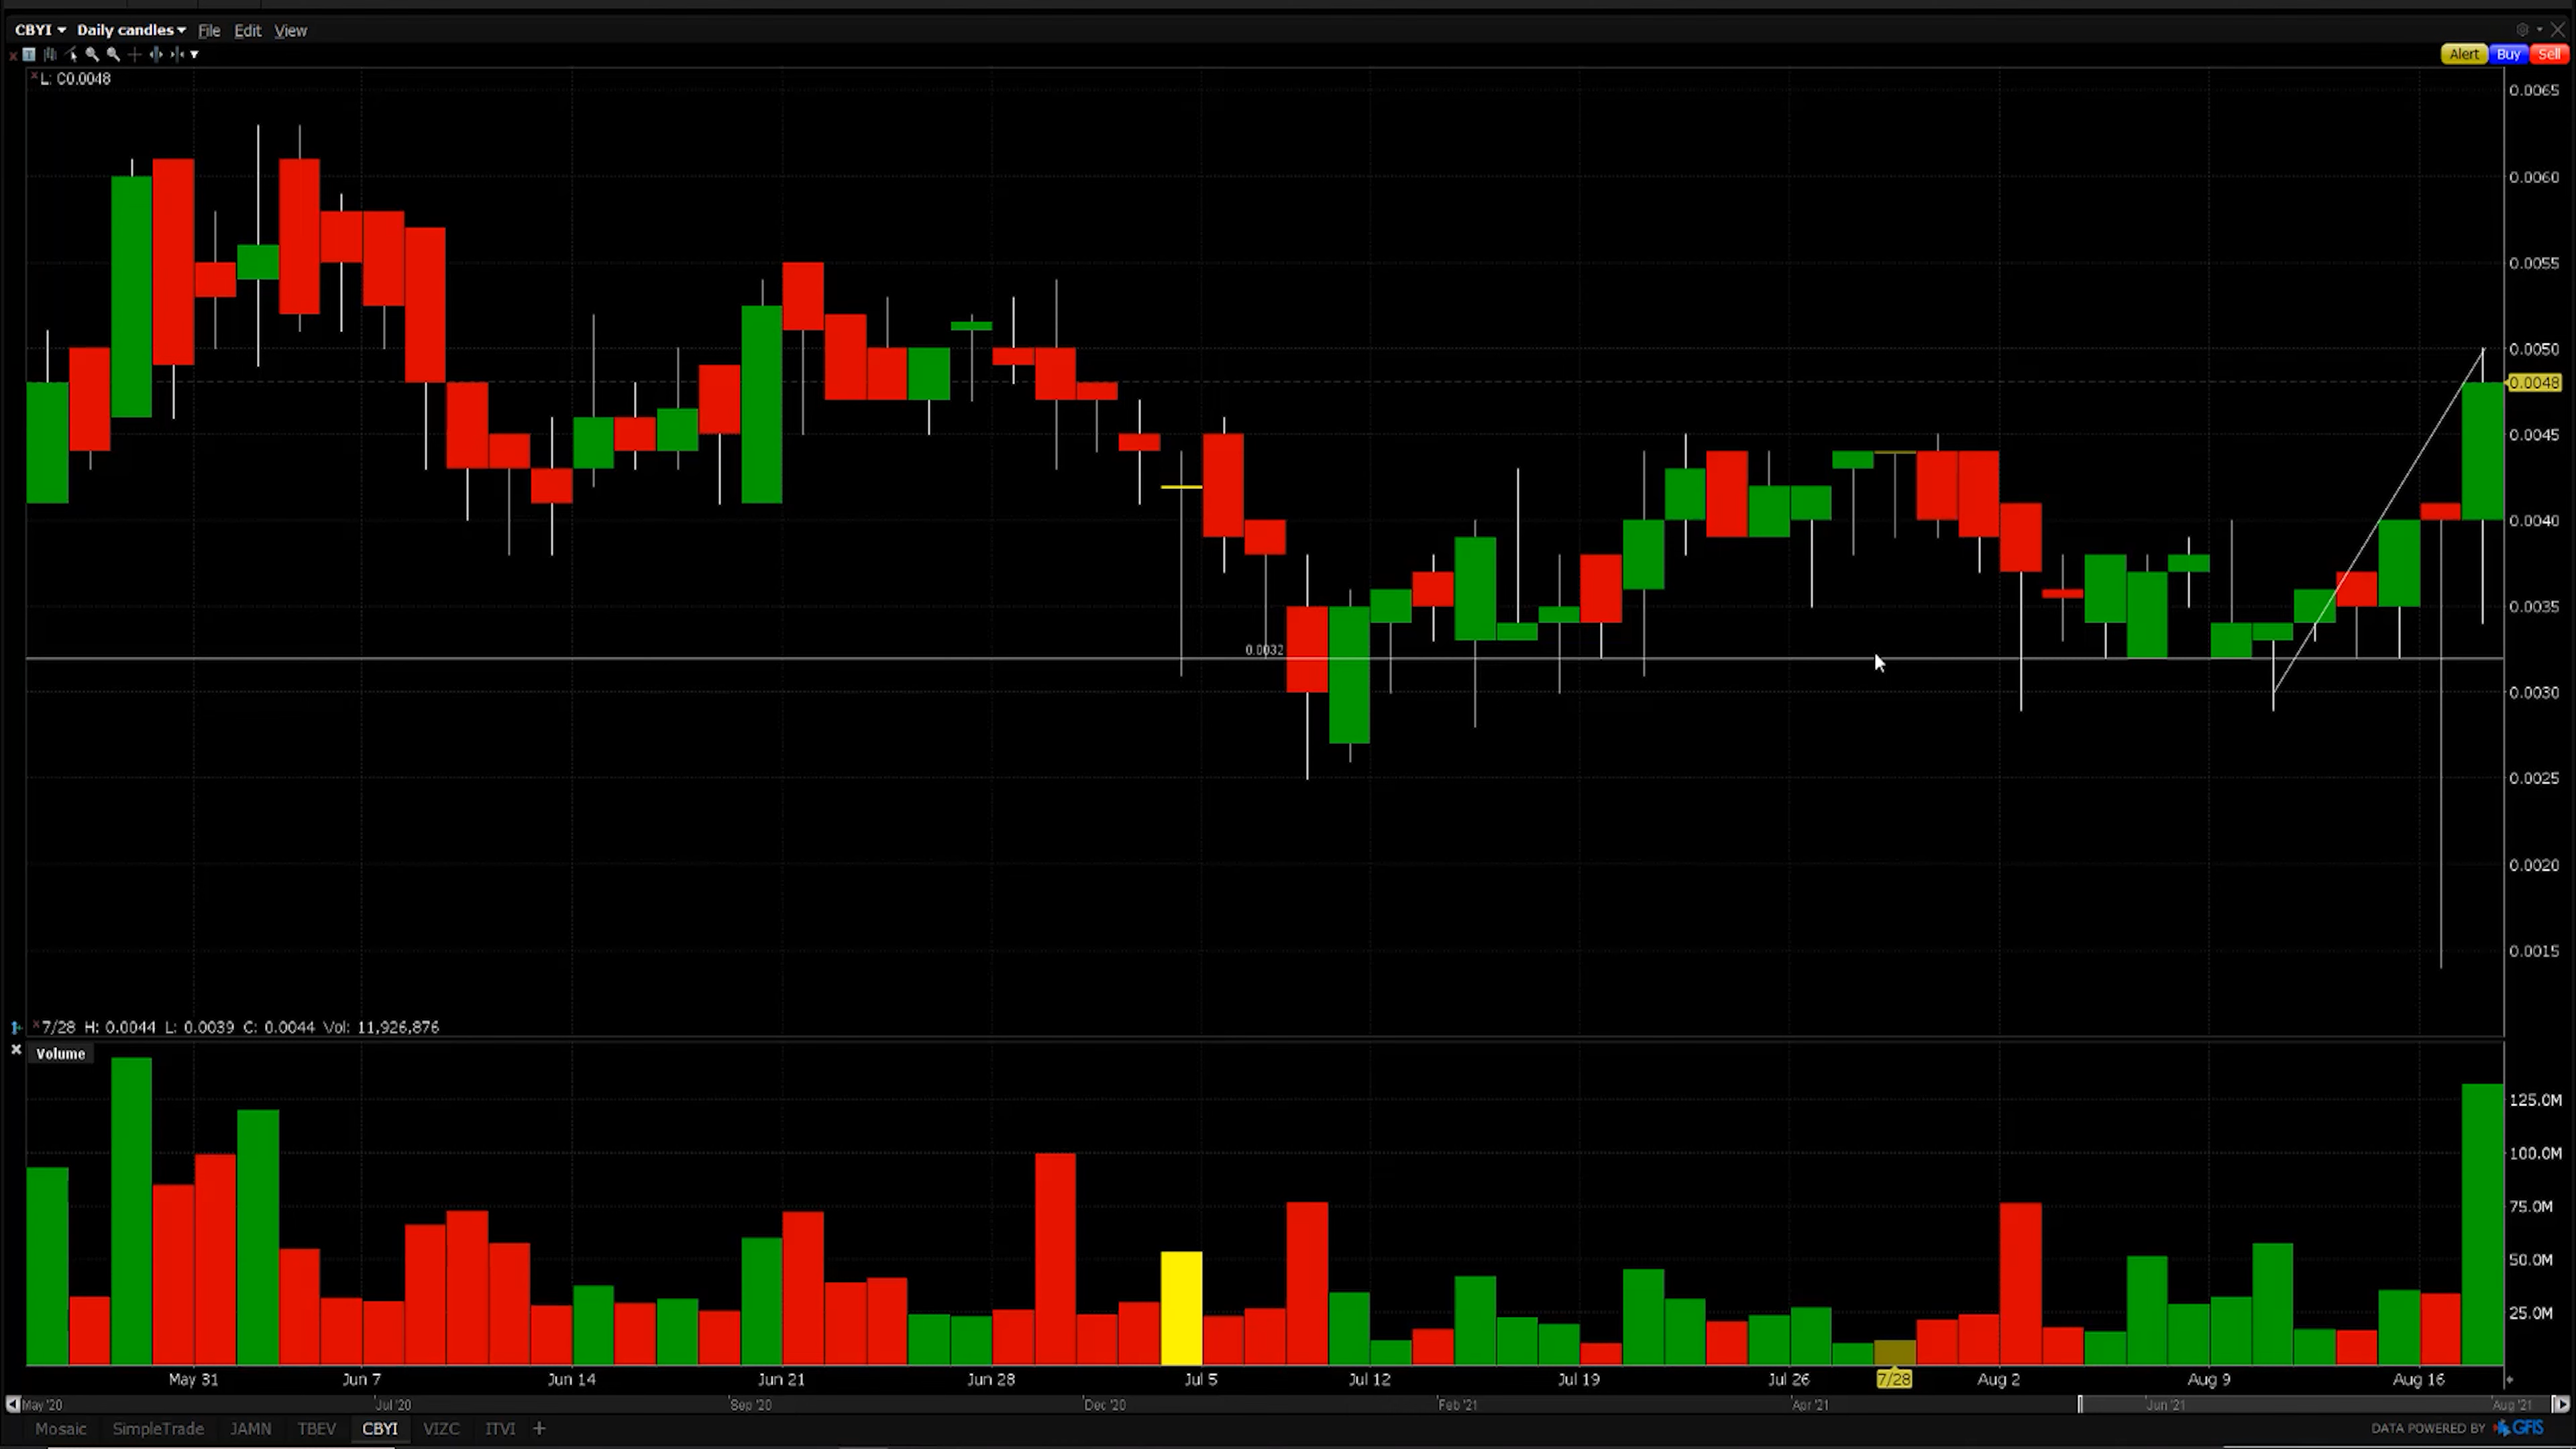 CBYI Daily candles File Edit View
Alert Buy Sell
L: C0.0048
0.0065
0.0060
0.0055
0.0050
0.0048
0.0045
0.0040
0.0035
0.0032
0.0030
0.0025
0.0020
0.0015
7/28 H: 0.0044 L: 0.0039 C: 0.0044 Vol: 11,926,876
Volume
125.0M
100.0M
75.0M
50.0M
25.0M
May 31 Jun 7 Jun 14 Jun 21 Jun 28 Jul 5 Jul 12 Jul 19 Jul 26 7/28 Aug 2 Aug 9 Aug 16
May '20 Jul '20 Sep '20 Dec '20 Feb '21 Apr '21 Jun '21 Aug '21
Mosaic SimpleTrade JAMN TBEV CBYI VIZC ITVI +
DATA POWERED BY GFIS